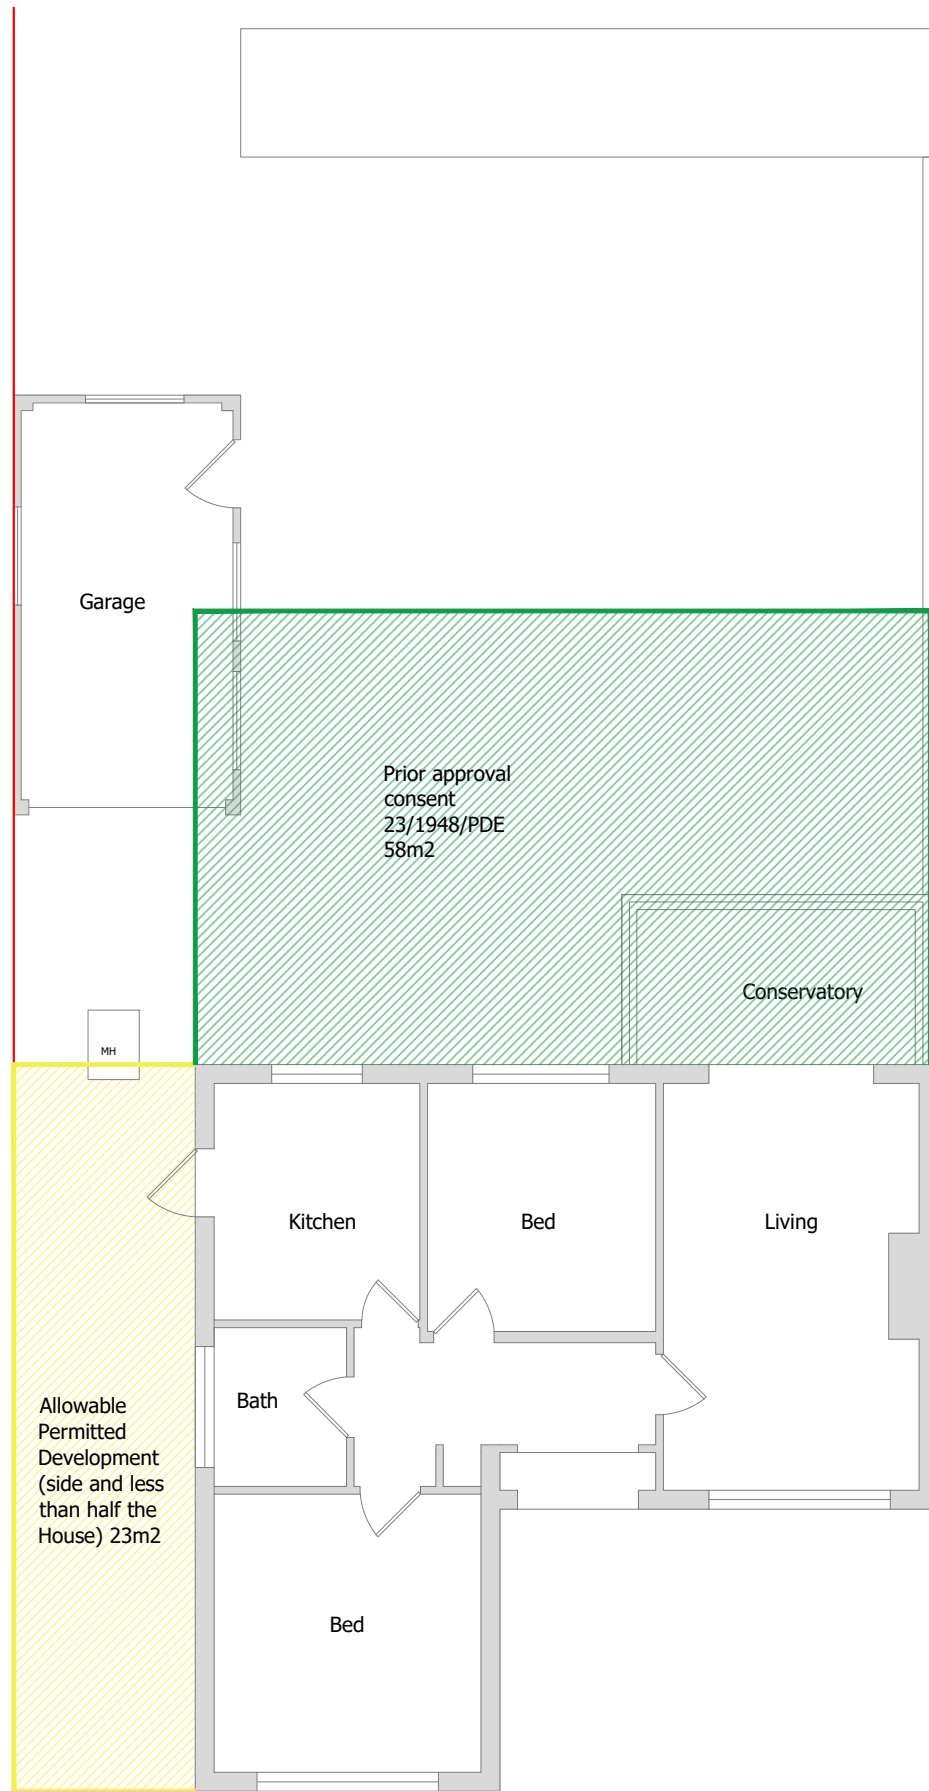 Garage
Prior approval
consent
23/1948/PDE
58m2
Conservatory
MH
Kitchen
Bed
Living
Bath
Allowable
Permitted
Development
(side and less
than half the
House) 23m2
Bed